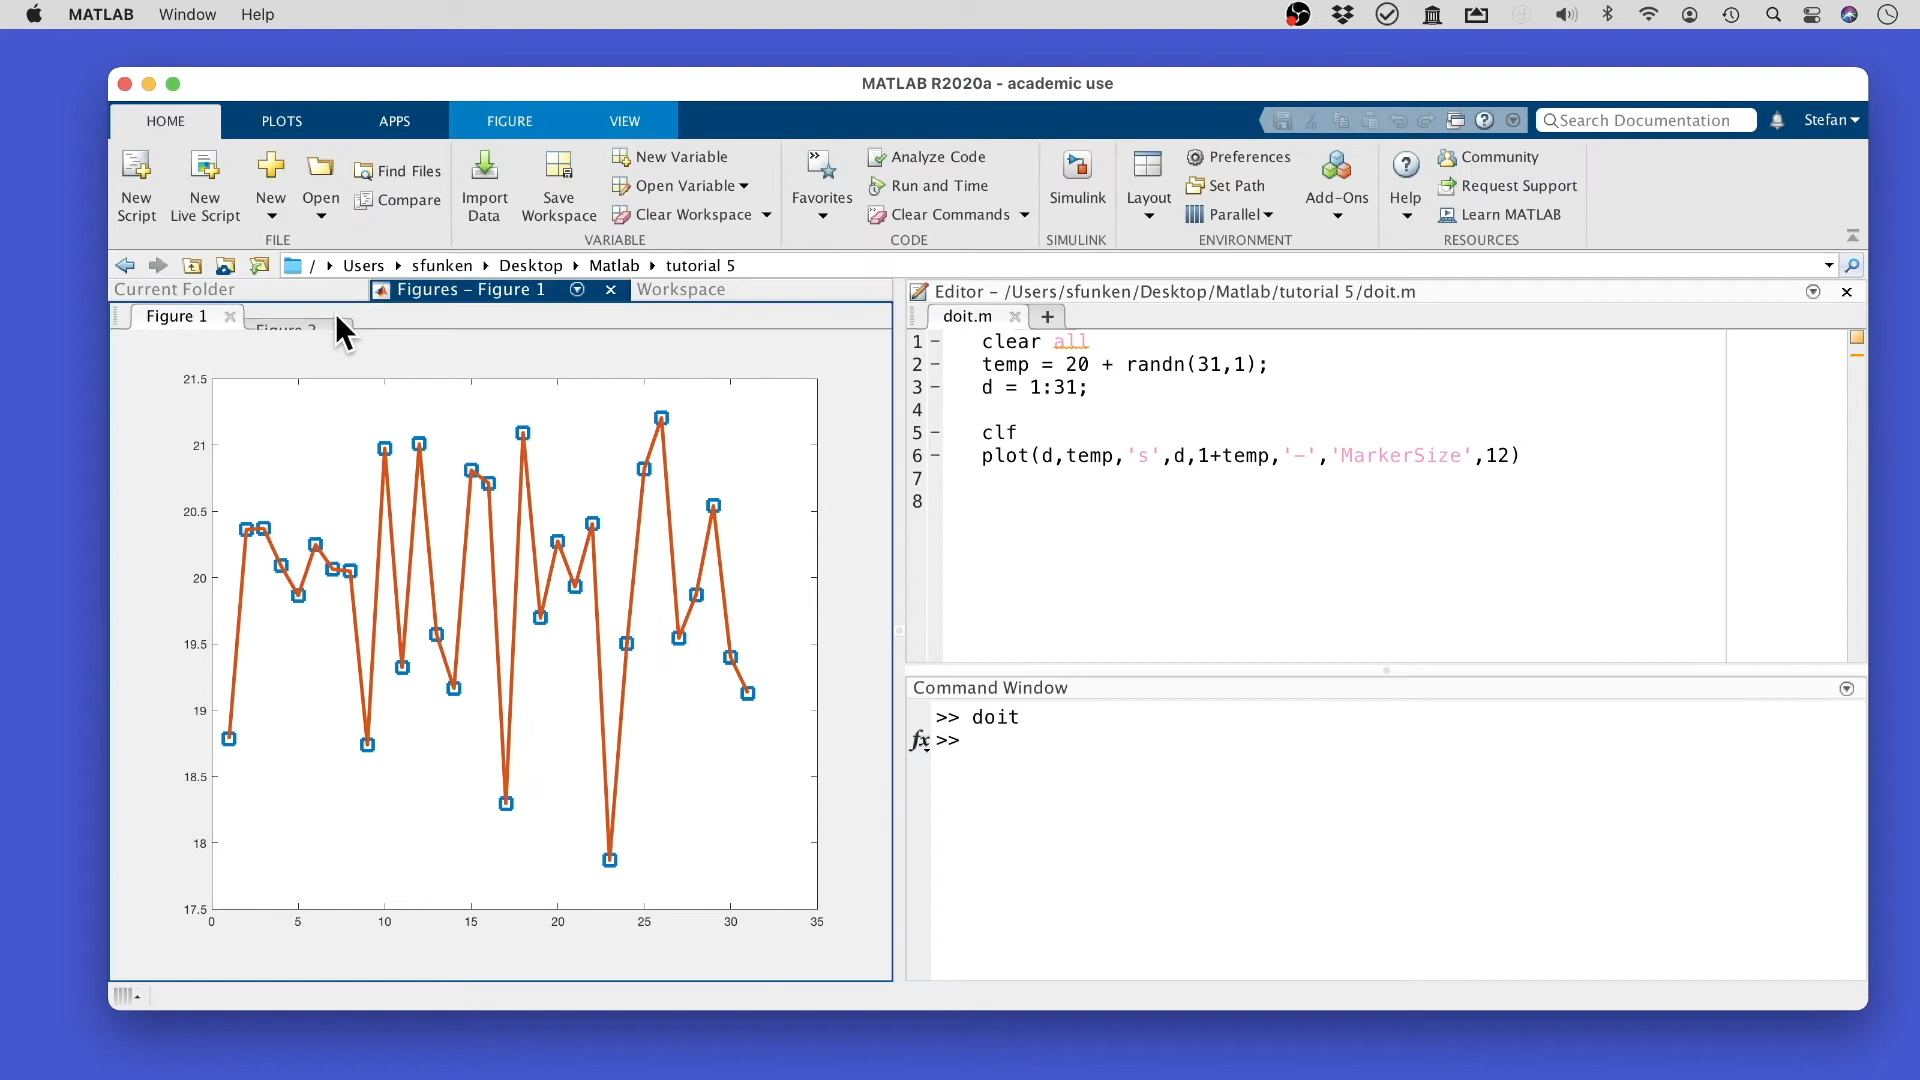 MATLAB Window Help
MATLAB R2020a - academic use
HOME PLOTS APPS FIGURE VIEW
Search Documentation
Stefan
New Script
New Live Script
New
Open
Find Files
Compare
FILE
Import Data
Save Workspace
New Variable
Open Variable
Clear Workspace
VARIABLE
Favorites
Analyze Code
Run and Time
Clear Commands
CODE
Simulink
SIMULINK
Layout
Preferences
Set Path
Parallel
Add-Ons
ENVIRONMENT
Help
Community
Request Support
Learn MATLAB
RESOURCES
/ Users sfunken Desktop Matlab tutorial 5
Current Folder
Figures - Figure 1
Workspace
Figure 1
Figure 2
21.5
21
20.5
20
19.5
19
18.5
18
17.5
0 5 10 15 20 25 30 35
Editor - /Users/sfunken/Desktop/Matlab/tutorial 5/doit.m
doit.m +
1 - clear all
2 - temp = 20 + randn(31,1);
3 - d = 1:31;
4
5 - clf
6 - plot(d,temp,'s',d,1+temp,'-','MarkerSize',12)
7
8
Command Window
>> doit
fx >>